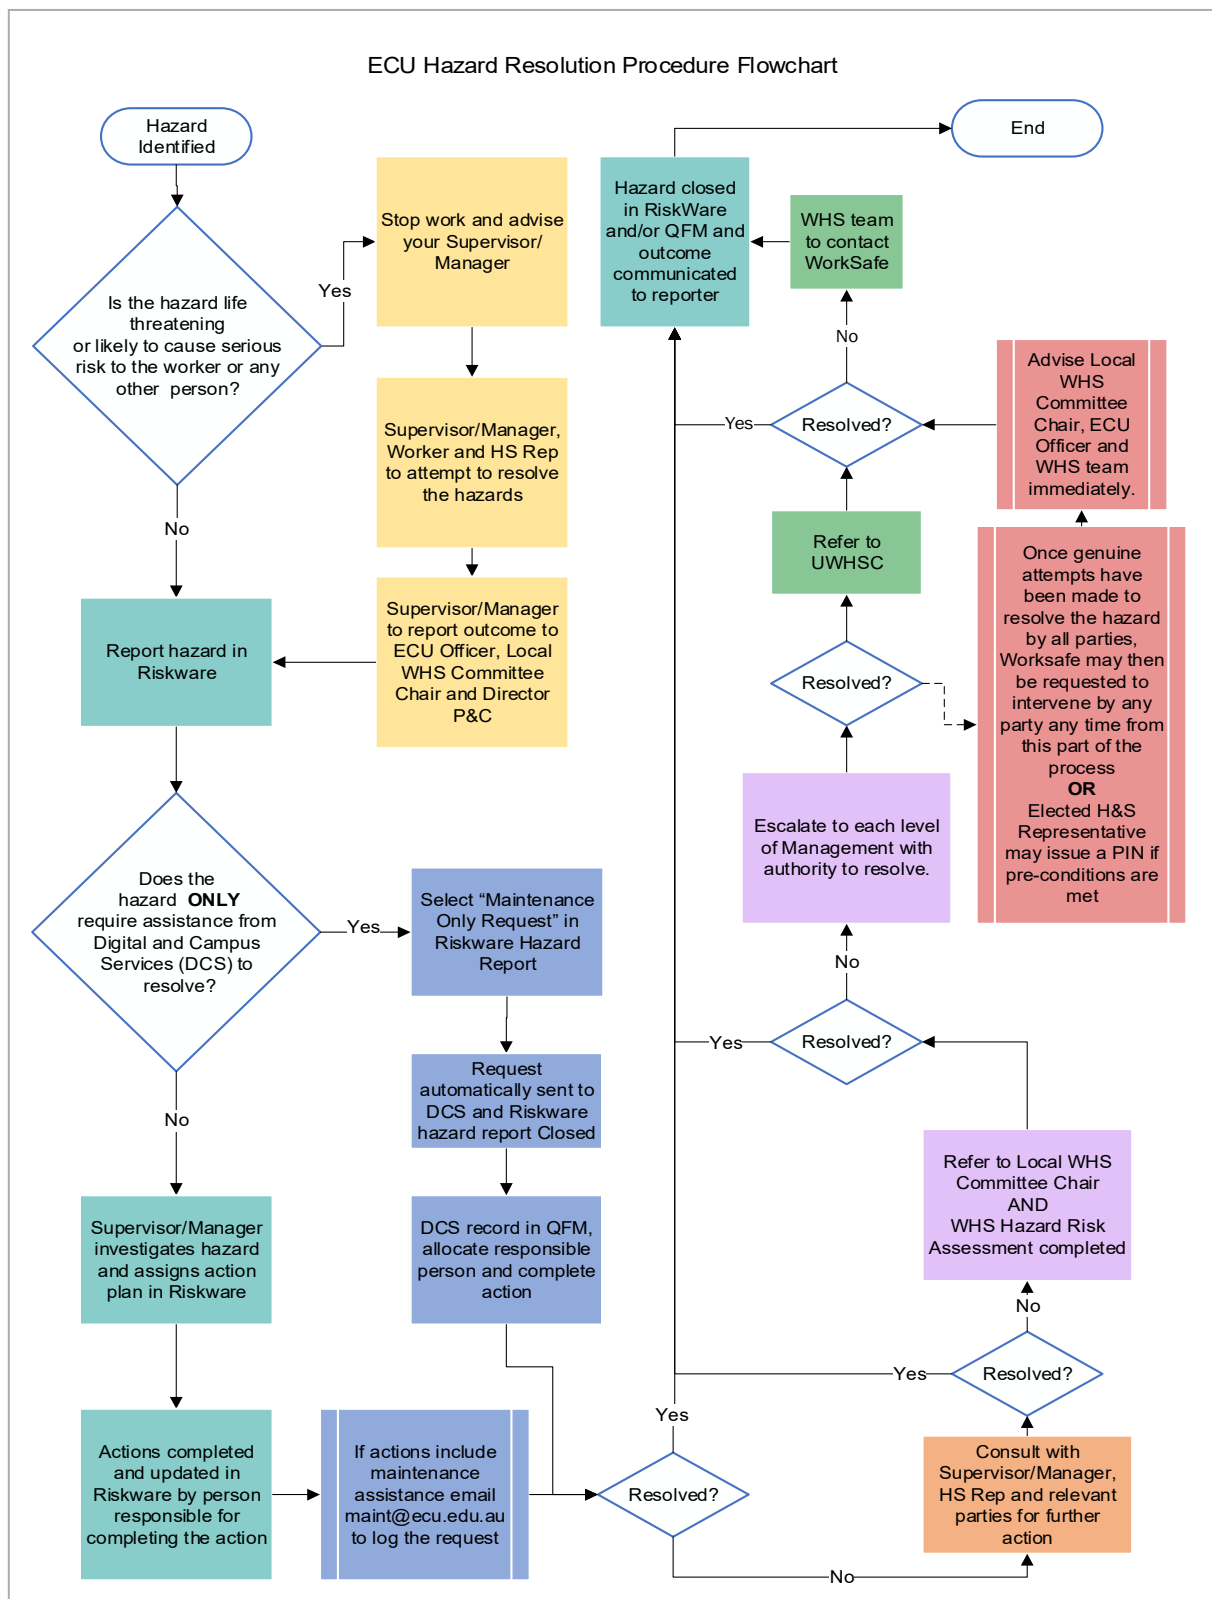 ECU Hazard Resolution Procedure Flowchart
Hazard
Identified
Is the hazard life
threatening
or likely to cause serious
risk to the worker or any
other person?
Yes
No
Stop work and advise
your Supervisor/
Manager
Supervisor/Manager,
Worker and HS Rep
to attempt to resolve
the hazards
Supervisor/Manager
to report outcome to
ECU Officer, Local
WHS Committee
Chair and Director
P&C
Report hazard in
Riskware
Does the
hazard ONLY
require assistance from
Digital and Campus
Services (DCS) to
resolve?
Yes
No
Select “Maintenance
Only Request” in
Riskware Hazard
Report
Request
automatically sent to
DCS and Riskware
hazard report Closed
DCS record in QFM,
allocate responsible
person and complete
action
Supervisor/Manager
investigates hazard
and assigns action
plan in Riskware
Actions completed
and updated in
Riskware by person
responsible for
completing the action
If actions include
maintenance
assistance email
maint@ecu.edu.au
to log the request
Resolved?
Yes
No
Consult with
Supervisor/Manager,
HS Rep and relevant
parties for further
action
Resolved?
Yes
No
Refer to Local WHS
Committee Chair
AND
WHS Hazard Risk
Assessment completed
Resolved?
Yes
No
Escalate to each level
of Management with
authority to resolve.
Resolved?
Once genuine
attempts have
been made to
resolve the hazard
by all parties,
Worksafe may then
be requested to
intervene by any
party any time from
this part of the
process
OR
Elected H&S
Representative
may issue a PIN if
pre-conditions are
met
Advise Local
WHS
Committee
Chair, ECU
Officer and
WHS team
immediately.
Refer to
UWHSC
Resolved?
Yes
No
WHS team
to contact
WorkSafe
Hazard closed
in RiskWare
and/or QFM and
outcome
communicated
to reporter
End